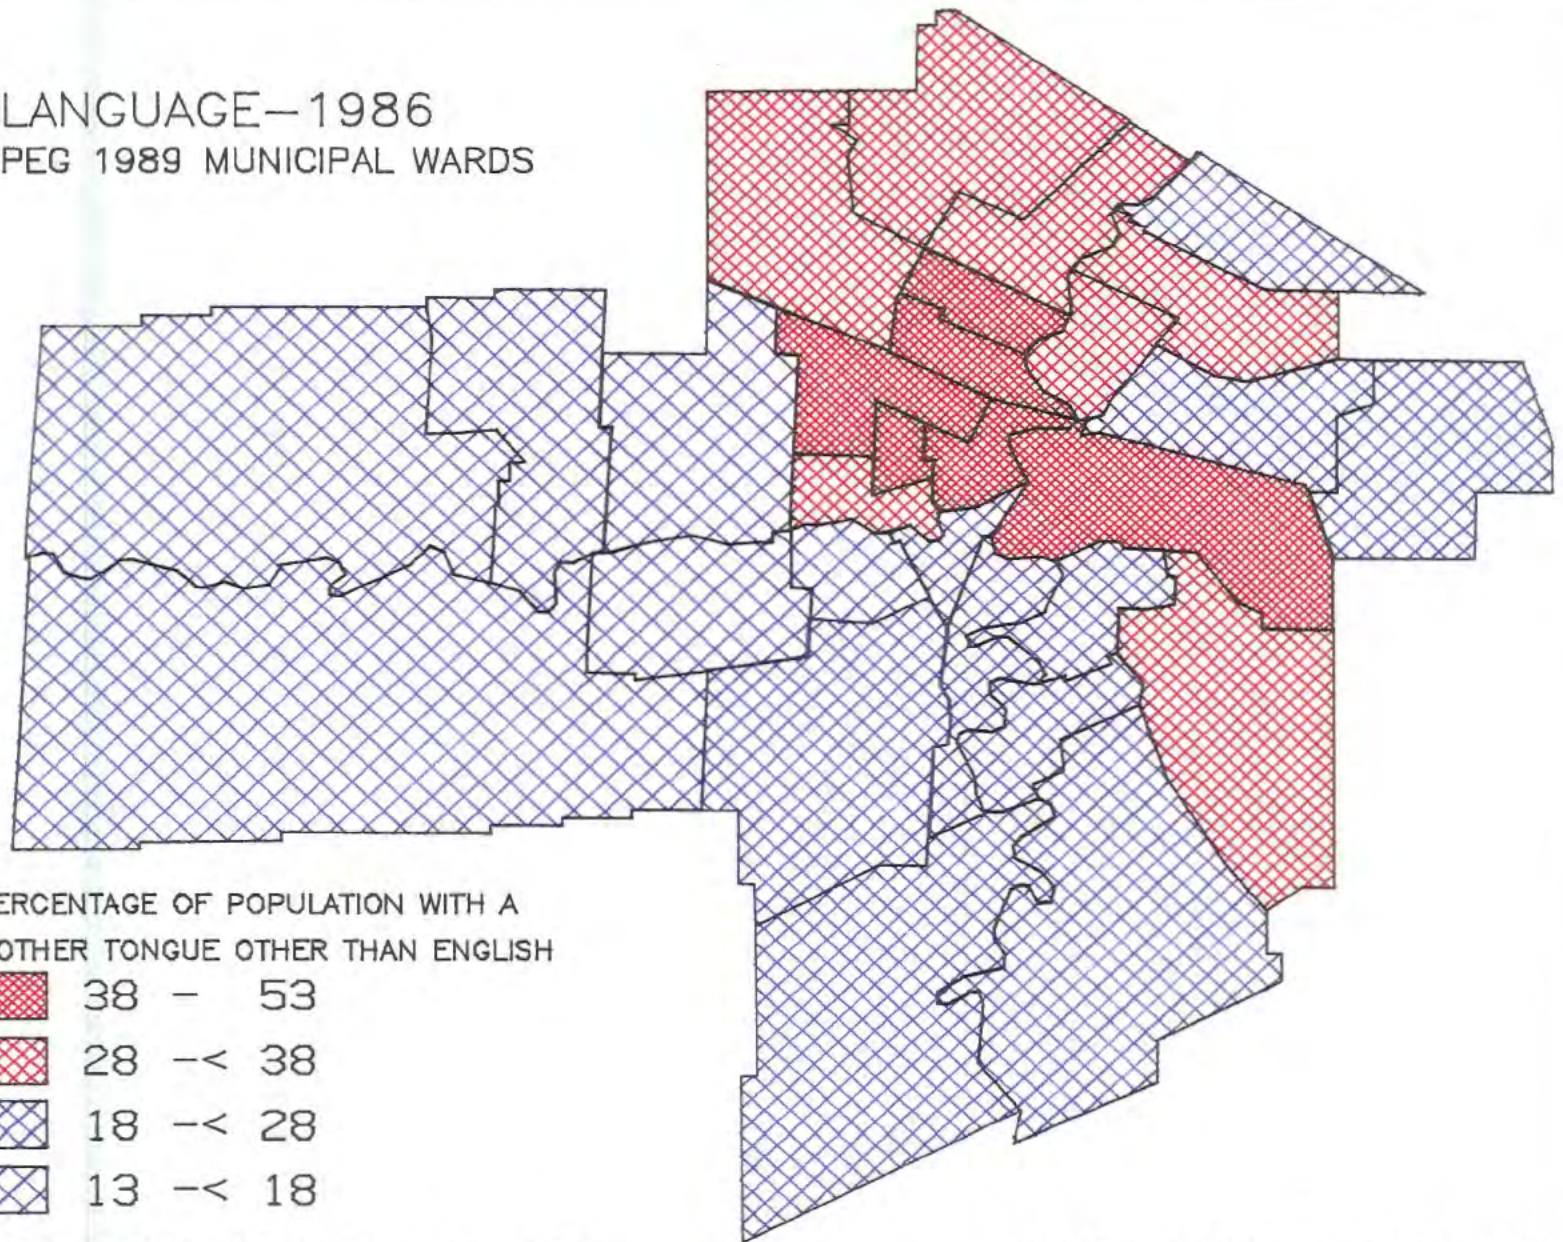 LANGUAGE-1986
PEG 1989 MUNICIPAL WARDS
ERCENTAGE OF POPULATION WITH A
OTHER TONGUE OTHER THAN ENGLISH
38 - 53
28 -< 38
18 -< 28
13 -< 18